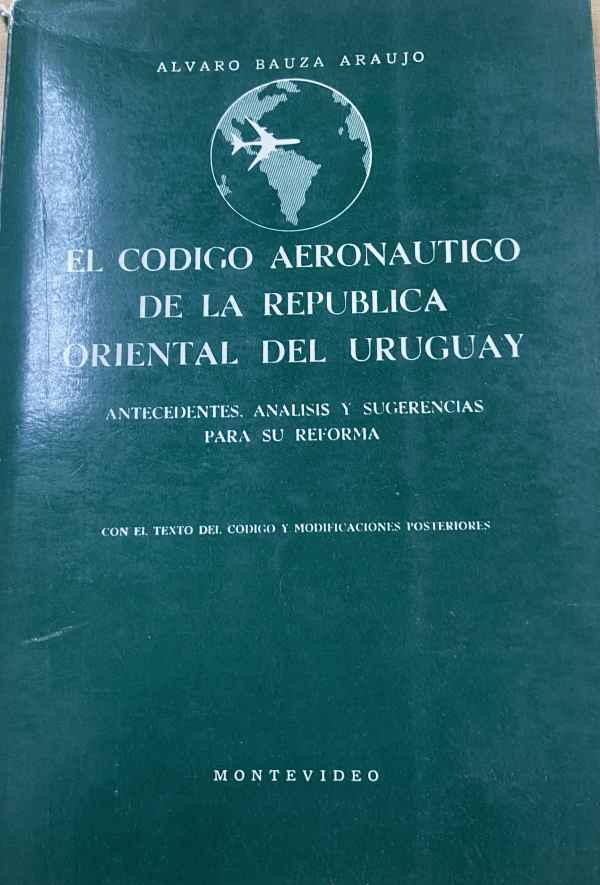 ALVARO BAUZA ARAUJO
EL CODIGO AERONAUTICO
DE LA REPUBLICA
ORIENTAL DEL URUGUAY
ANTECEDENTES, ANALISIS Y SUGERENCIAS
PARA SU REFORMA
CON EL TEXTO DEL CODIGO Y MODIFICACIONES POSTERIORES
MONTEVIDEO